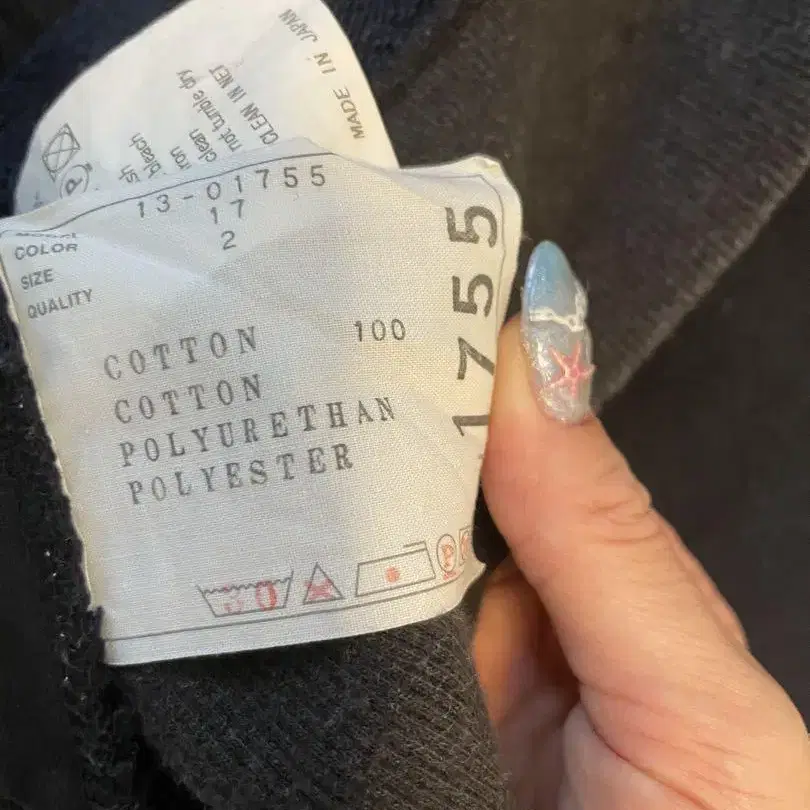 MADE IN JAPAN
CLEAN IN NET
not tumble dry
clean
iron
bleach
13-01755
COLOR 17
SIZE 2
QUALITY
COTTON 100
COTTON
POLYURETHAN
POLYESTER
1755
30
P